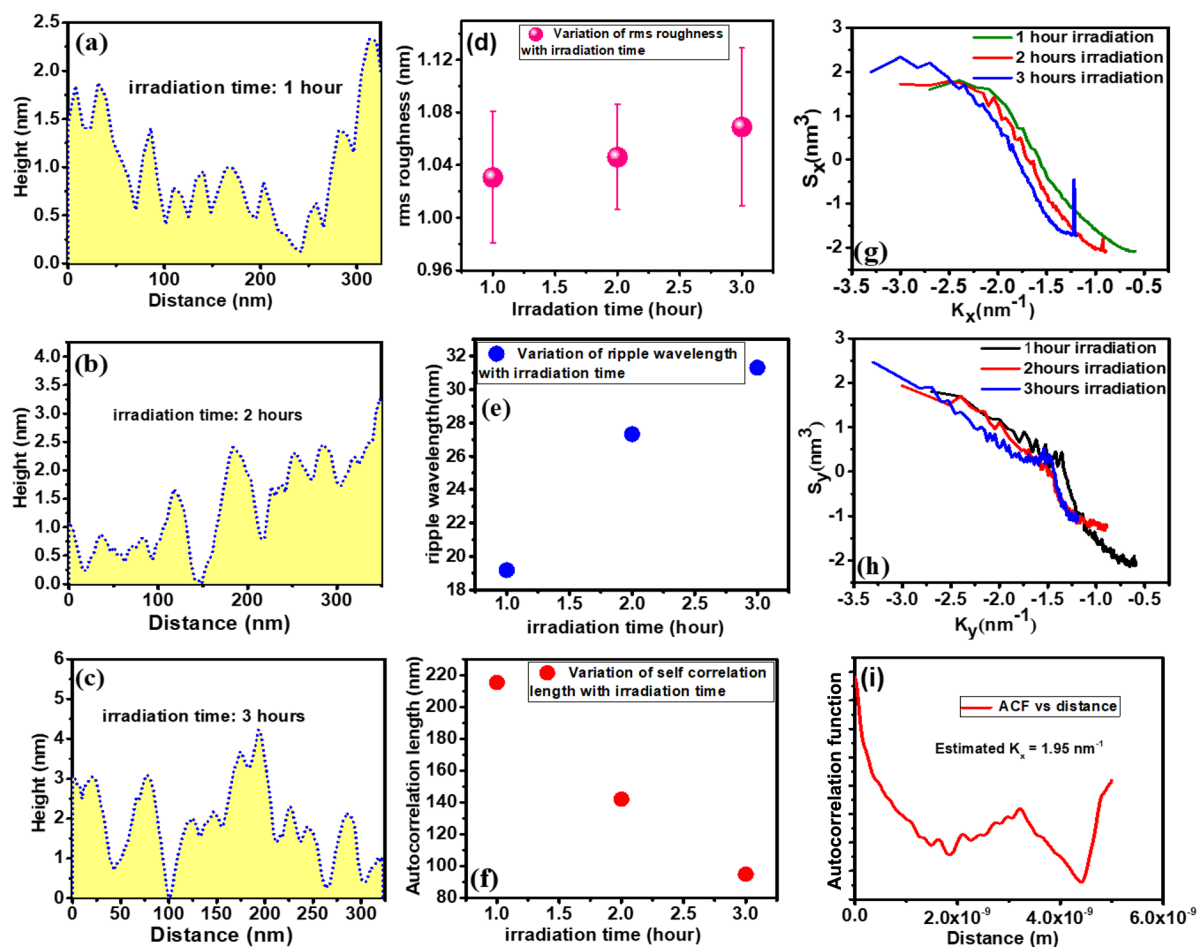 (a)
irradiation time: 1 hour
Height (nm)
2.5
2.0
1.5
1.0
0.5
0.0
0 50 100 150 200 250 300
Distance (nm)
(d)
Variation of rms roughness
with irradiation time
rms roughness (nm)
1.12
1.08
1.04
1.00
0.96
1.0 1.5 2.0 2.5 3.0
Irradation time (hour)
(g)
1 hour irradiation
2 hours irradiation
3 hours irradiation
Sx(nm³)
3
2
1
0
-1
-2
-3.5 -3.0 -2.5 -2.0 -1.5 -1.0 -0.5
Kx(nm⁻¹)
(b)
irradiation time: 2 hours
Height (nm)
4.0
3.5
3.0
2.5
2.0
1.5
1.0
0.5
0.0
0 50 100 150 200 250 300
Distance (nm)
(e)
Variation of ripple wavelength
with irradiation time
ripple wavelength(nm)
32
30
28
26
24
22
20
18
1.0 1.5 2.0 2.5 3.0
irradiation time (hour)
(h)
1hour irradiation
2hours irradiation
3hours irradiation
Sy(nm³)
3
2
1
0
-1
-2
-3.5 -3.0 -2.5 -2.0 -1.5 -1.0 -0.5
Ky(nm⁻¹)
(c)
irradiation time: 3 hours
Height (nm)
6
5
4
3
2
1
0
0 50 100 150 200 250 300
Distance (nm)
(f)
Variation of self correlation
length with irradiation time
Autocorrelation length (nm)
220
200
180
160
140
120
100
80
1.0 1.5 2.0 2.5 3.0
irradiation time (hour)
(i)
ACF vs distance
Estimated Kx = 1.95 nm⁻¹
Autocorrelation function
0.0 2.0x10⁻⁹ 4.0x10⁻⁹ 6.0x10⁻⁹
Distance (m)